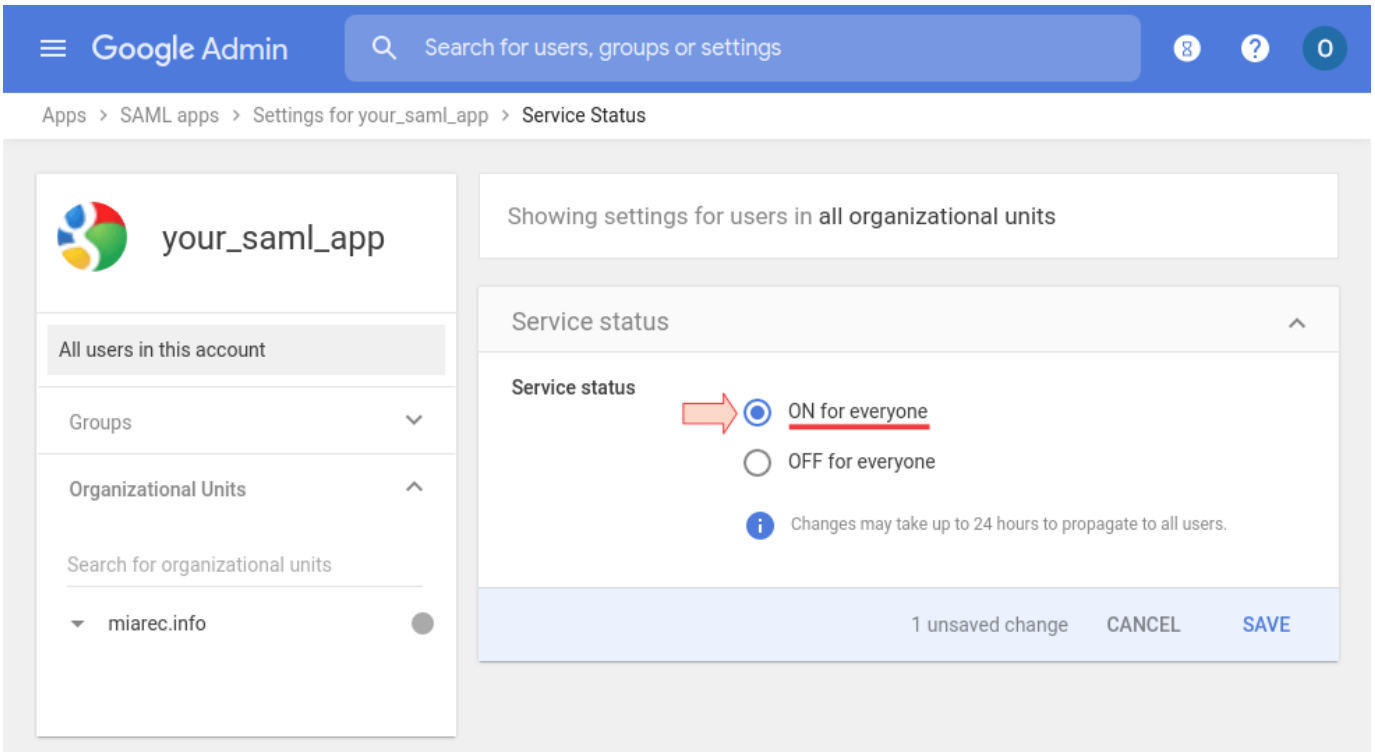 Google Admin
Search for users, groups or settings
?
O
Apps > SAML apps > Settings for your_saml_app > Service Status
your_saml_app
All users in this account
Groups
Organizational Units
Search for organizational units
miarec.info
Showing settings for users in all organizational units
Service status
Service status
ON for everyone
OFF for everyone
i Changes may take up to 24 hours to propagate to all users.
1 unsaved change CANCEL SAVE